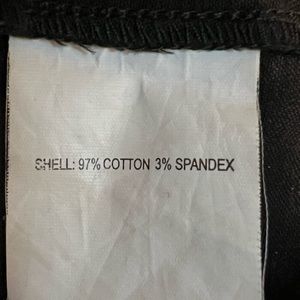 SHELL: 97% COTTON 3% SPANDEX